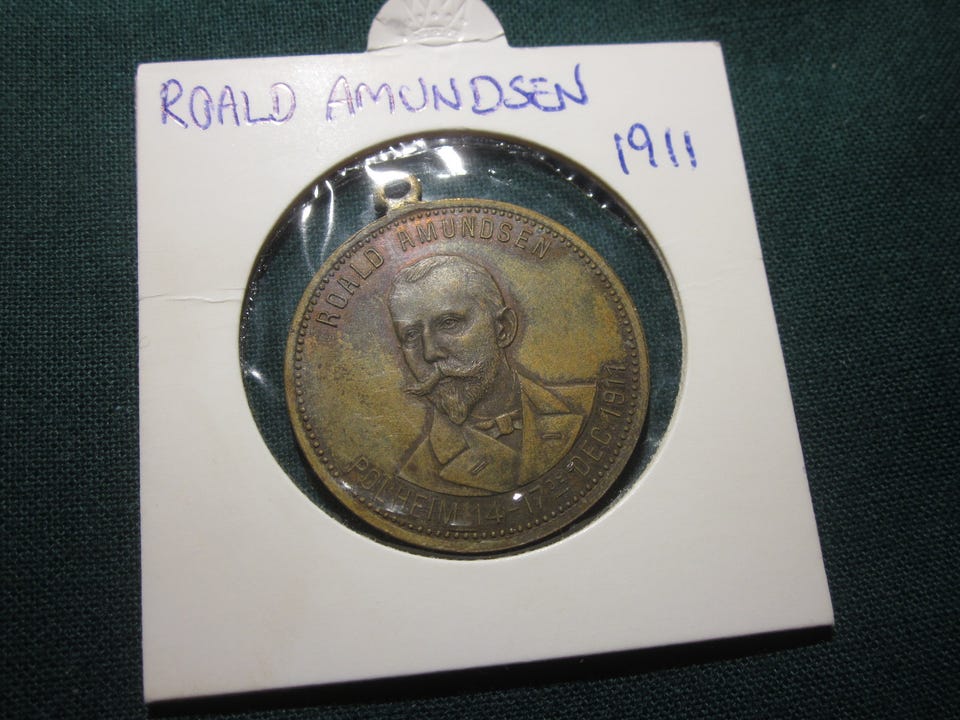 ROALD AMUNDSEN
1911
ROALD AMUNDSEN
POLHEIM 14-17DE DEC. 1911